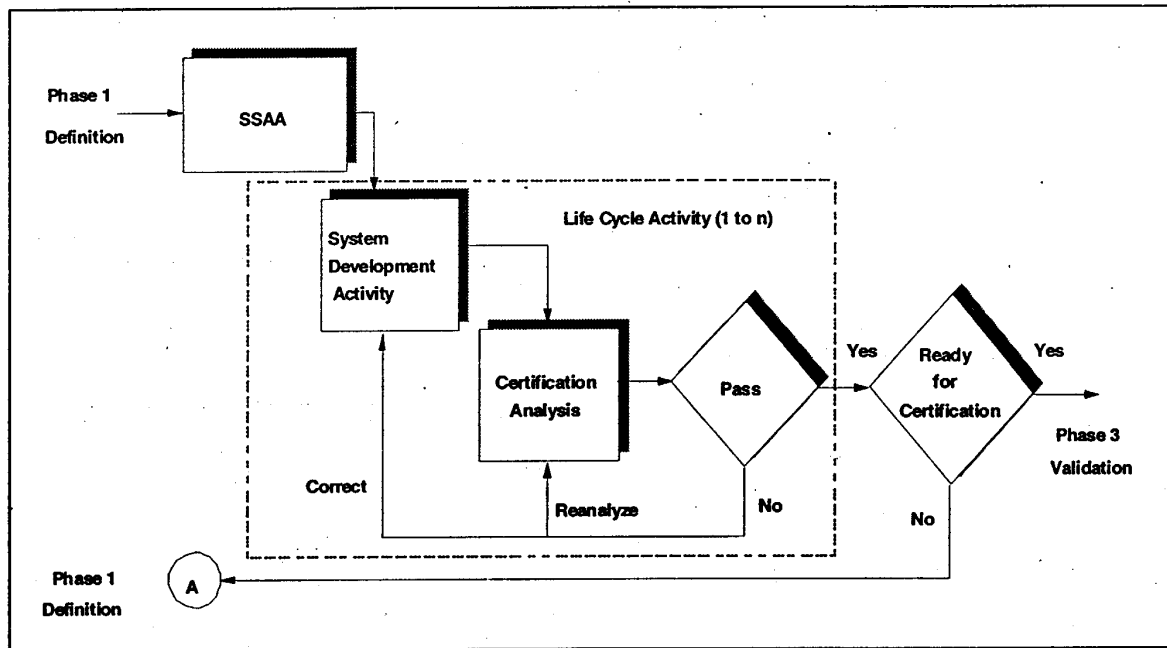 Phase 1
Definition
SSAA
Life Cycle Activity (1 to n)
System
Development
Activity
Certification
Analysis
Pass
Yes
Ready
for
Certification
Yes
Phase 3
Validation
Correct
Reanalyze
No
No
Phase 1
Definition
A